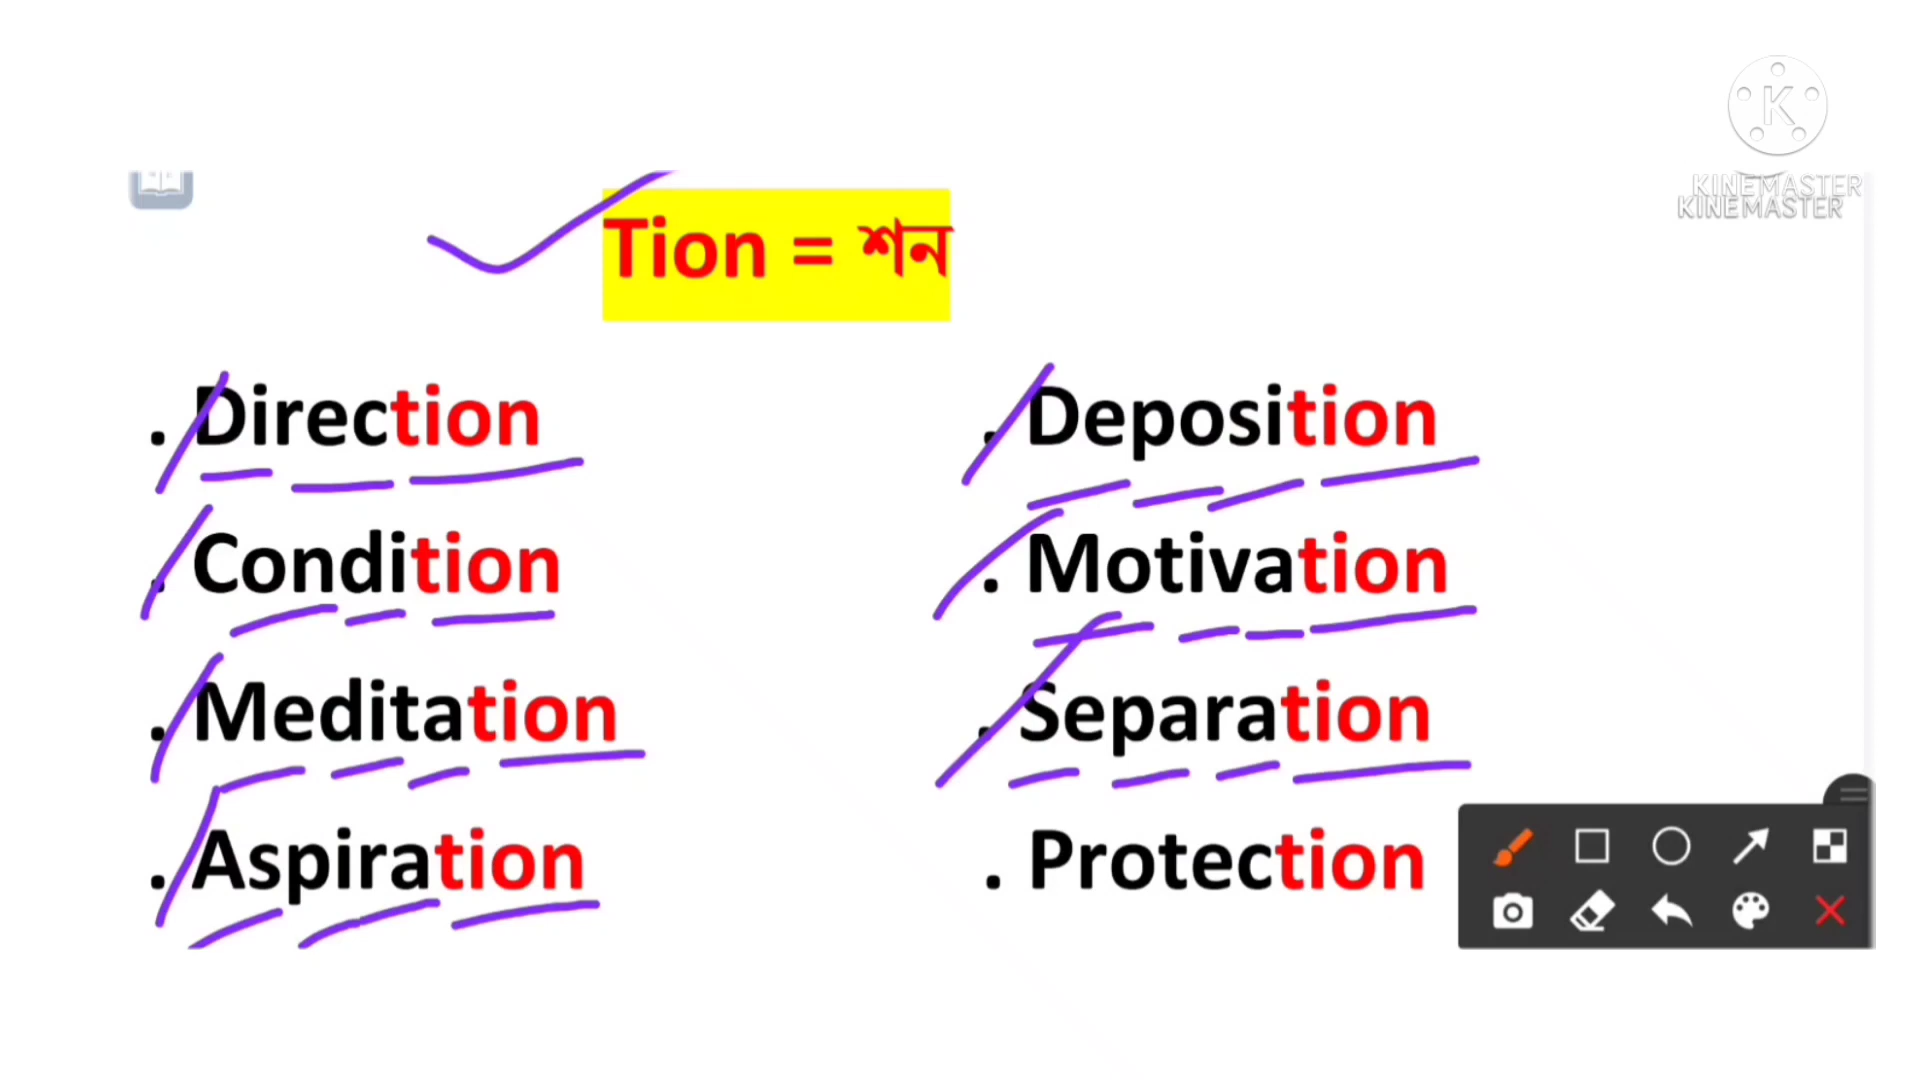 KINEMASTER
KINEMASTER
Tion = শন
. Direction
. Condition
. Meditation
. Aspiration
. Deposition
. Motivation
. Separation
. Protection